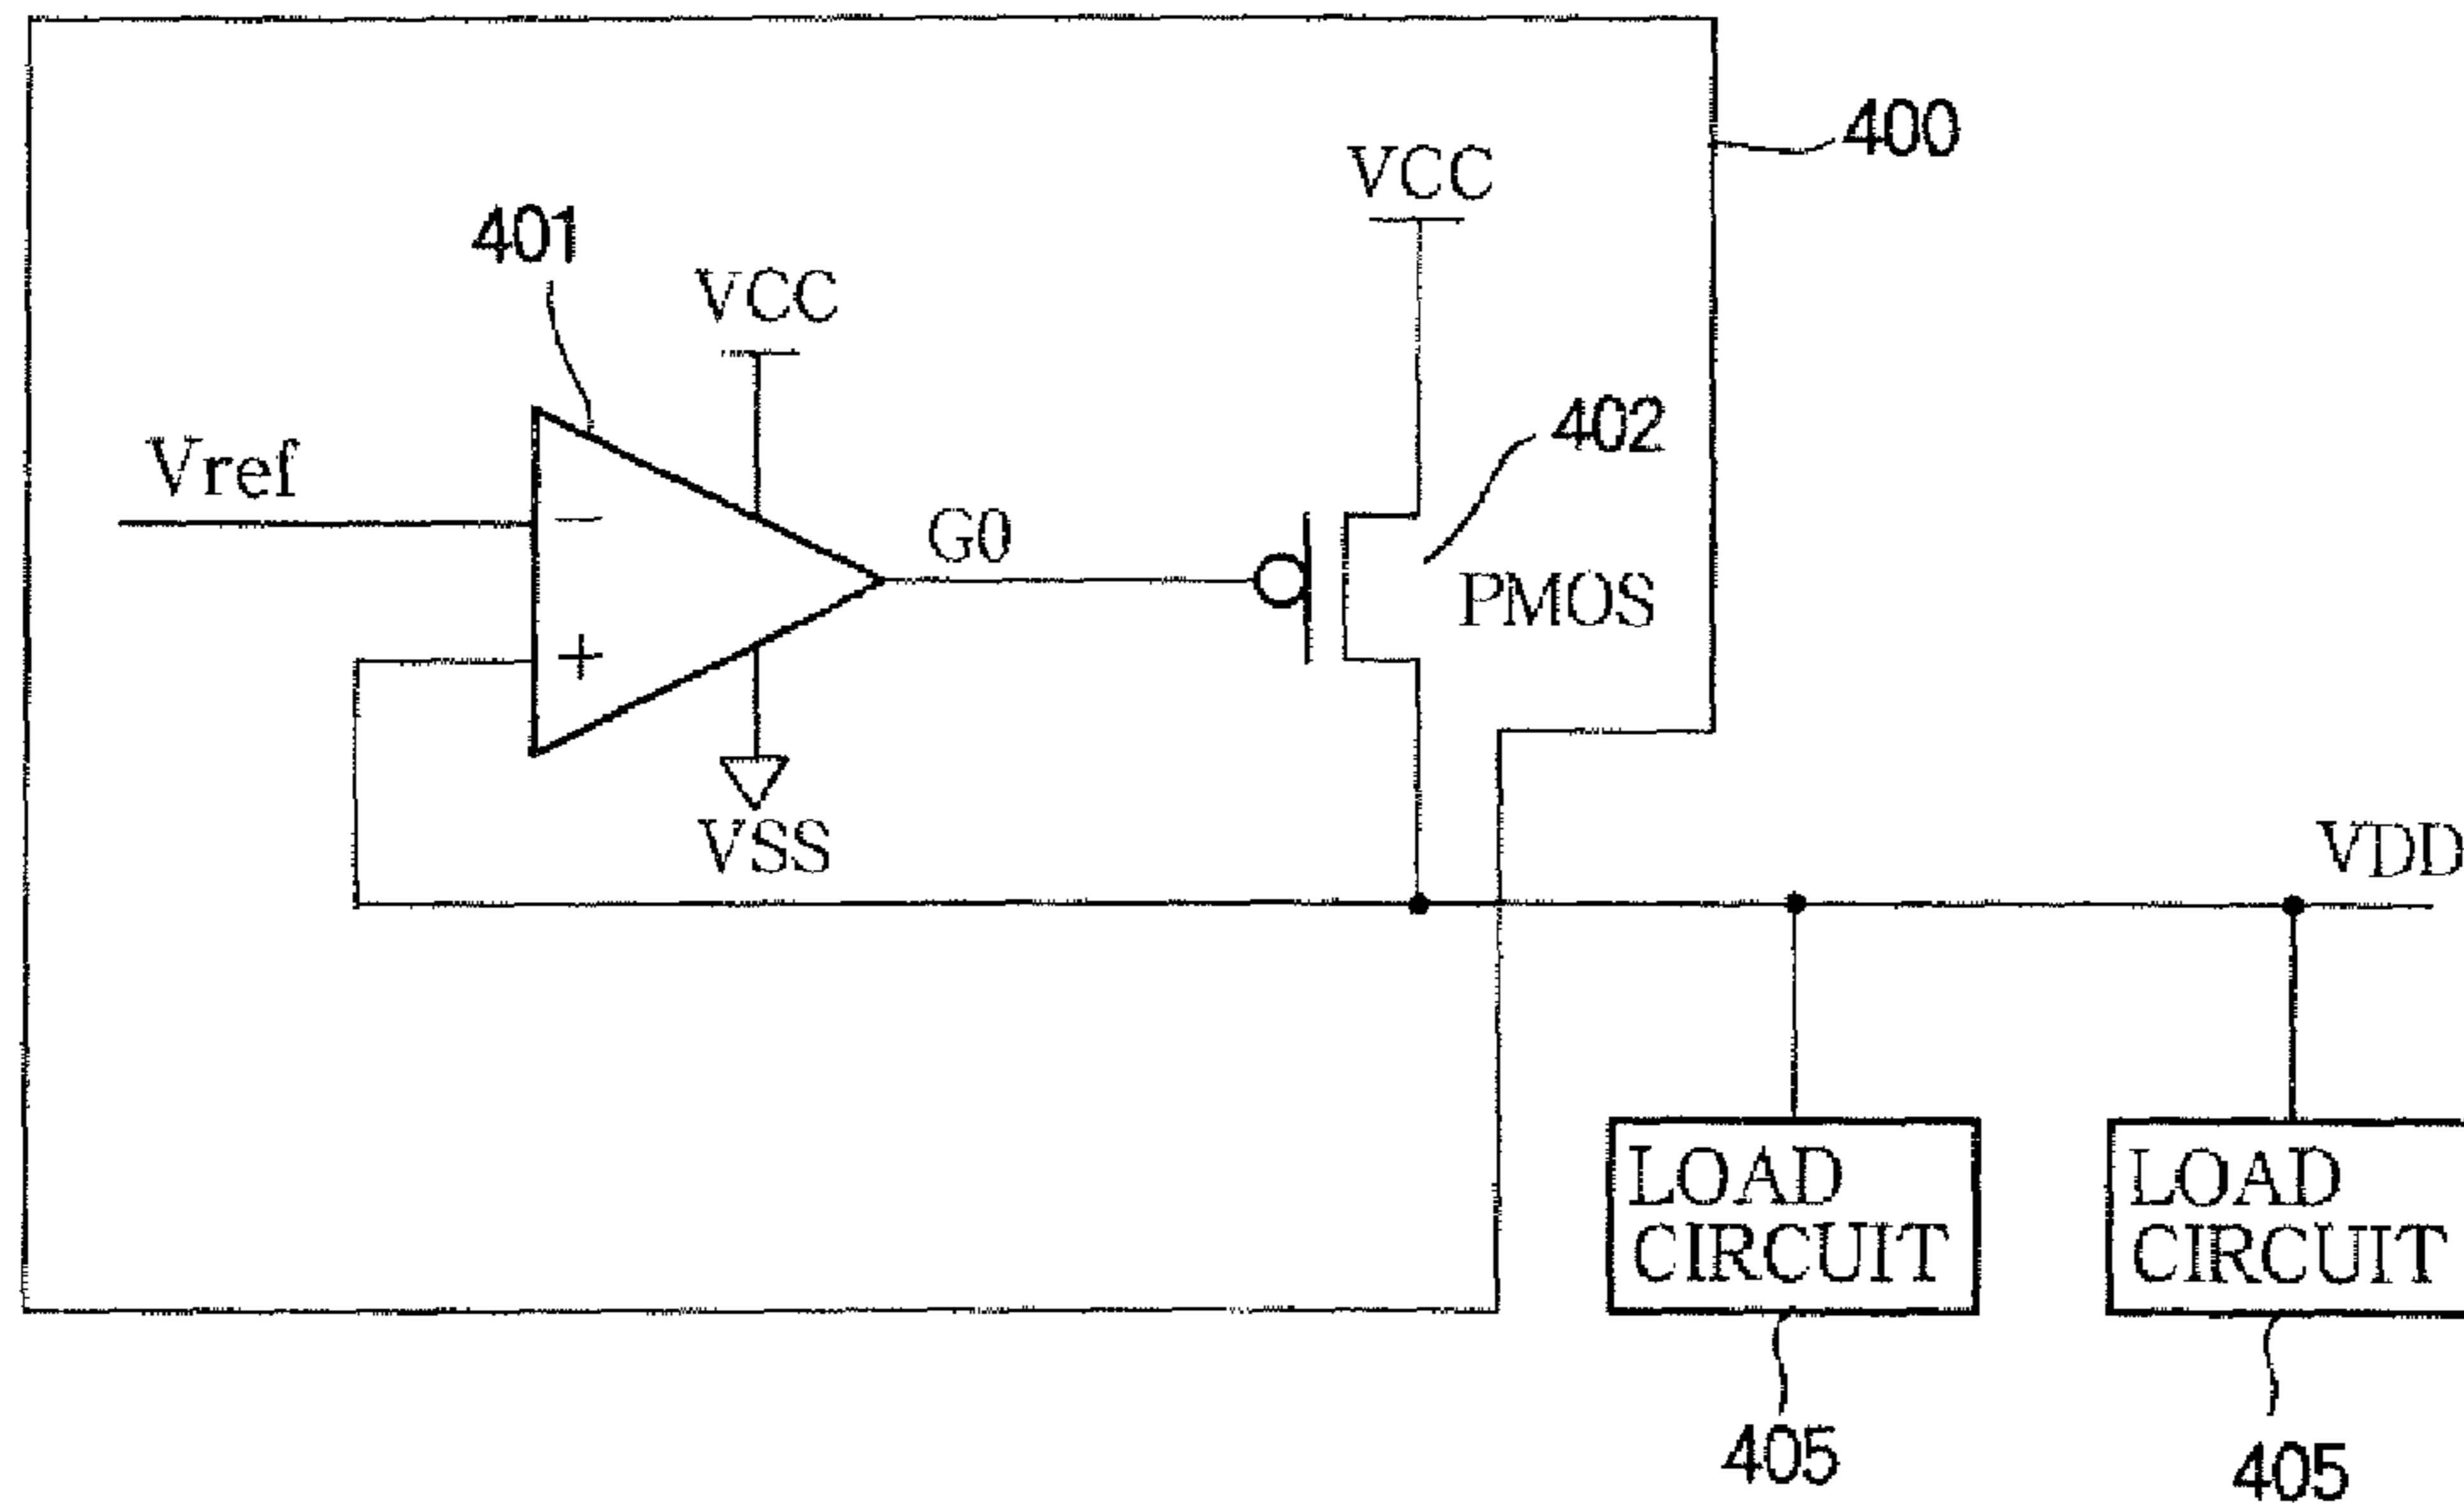 400
VCC
401
VCC
402
Vref
−
G0
PMOS
+
VSS
VDD
LOAD
CIRCUIT
LOAD
CIRCUIT
405
405